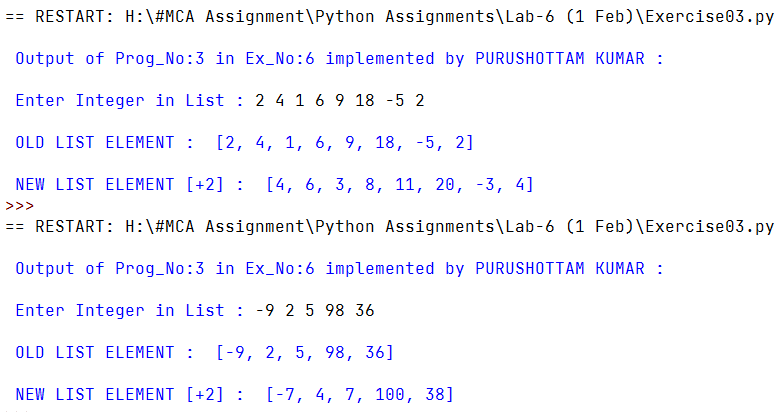 == RESTART: H:\#MCA Assignment\Python Assignments\Lab-6 (1 Feb)\Exercise03.py
Output of Prog_No:3 in Ex_No:6 implemented by PURUSHOTTAM KUMAR :
Enter Integer in List : 2 4 1 6 9 18 -5 2
OLD LIST ELEMENT :  [2, 4, 1, 6, 9, 18, -5, 2]
NEW LIST ELEMENT [+2] :  [4, 6, 3, 8, 11, 20, -3, 4]
>>>
== RESTART: H:\#MCA Assignment\Python Assignments\Lab-6 (1 Feb)\Exercise03.py
Output of Prog_No:3 in Ex_No:6 implemented by PURUSHOTTAM KUMAR :
Enter Integer in List : -9 2 5 98 36
OLD LIST ELEMENT :  [-9, 2, 5, 98, 36]
NEW LIST ELEMENT [+2] :  [-7, 4, 7, 100, 38]